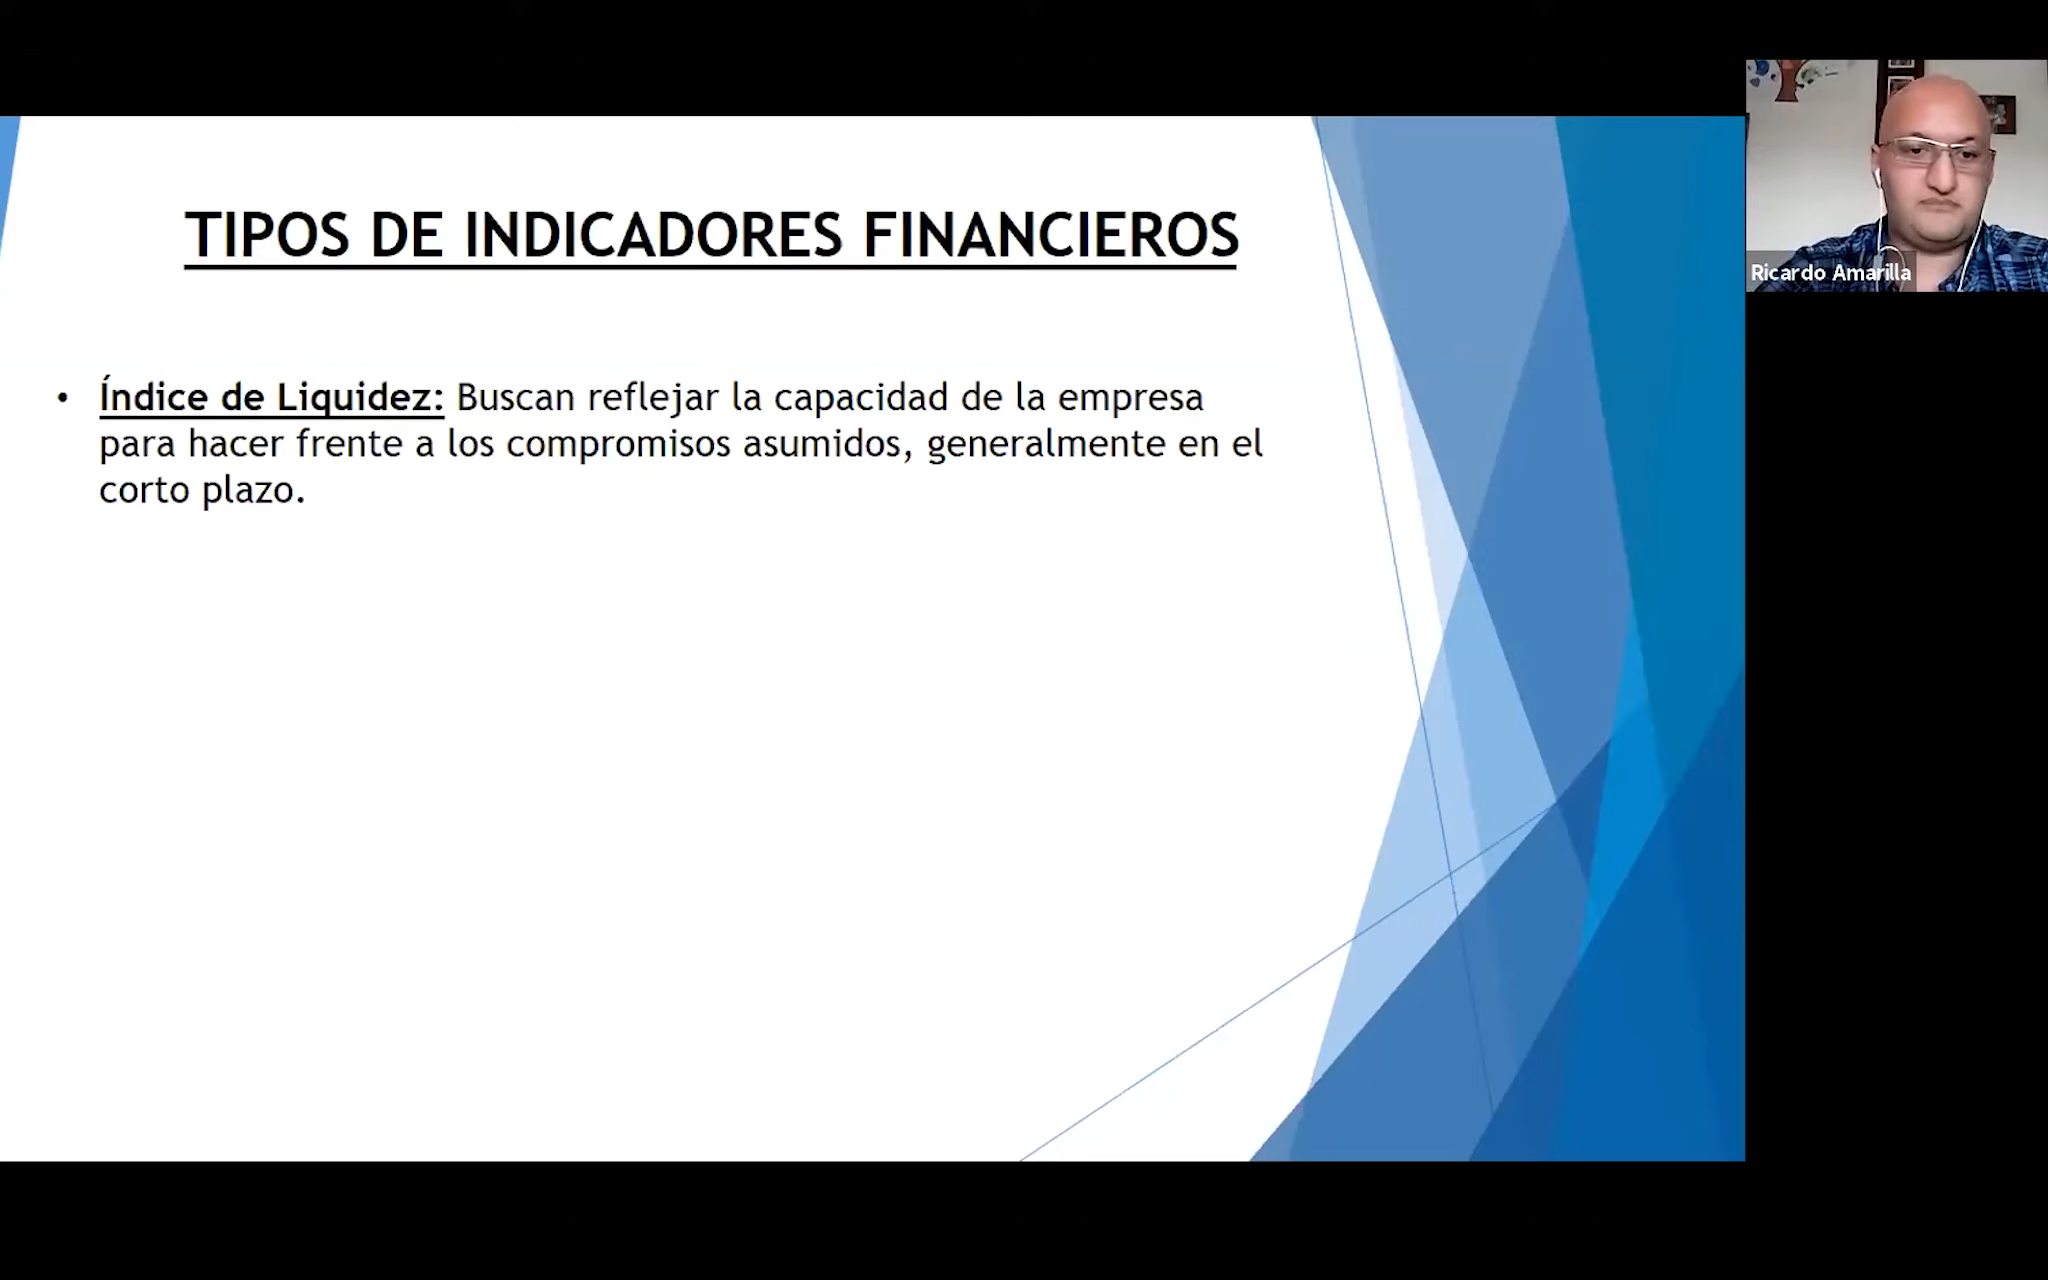 TIPOS DE INDICADORES FINANCIEROS
• Índice de Liquidez: Buscan reflejar la capacidad de la empresa
para hacer frente a los compromisos asumidos, generalmente en el
corto plazo.
Ricardo Amarilla